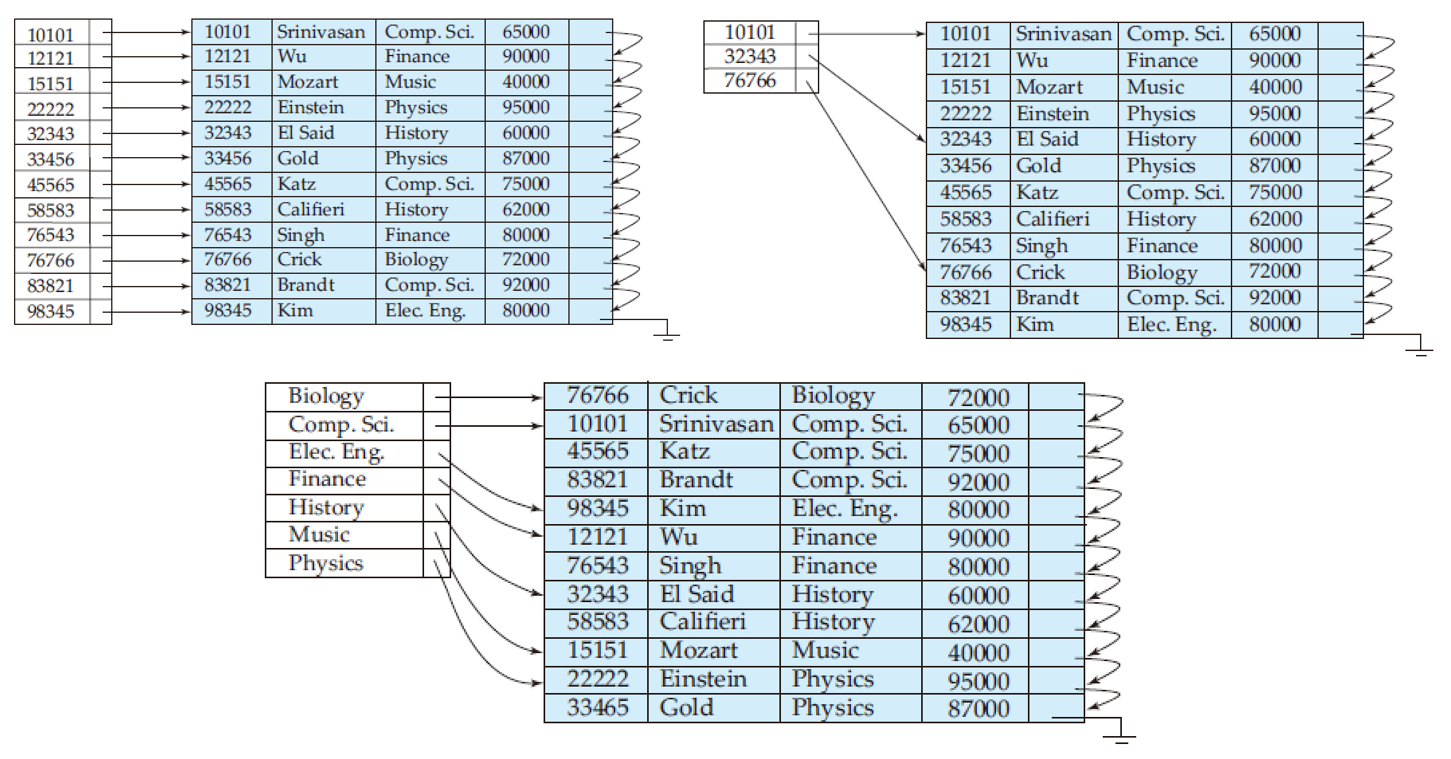 10101 10101 Srinivasan Comp. Sci. 65000
12121 12121 Wu Finance 90000
15151 15151 Mozart Music 40000
22222 22222 Einstein Physics 95000
32343 32343 El Said History 60000
33456 33456 Gold Physics 87000
45565 45565 Katz Comp. Sci. 75000
58583 58583 Califieri History 62000
76543 76543 Singh Finance 80000
76766 76766 Crick Biology 72000
83821 83821 Brandt Comp. Sci. 92000
98345 98345 Kim Elec. Eng. 80000
10101 10101 Srinivasan Comp. Sci. 65000
32343 12121 Wu Finance 90000
76766 15151 Mozart Music 40000
22222 Einstein Physics 95000
32343 El Said History 60000
33456 Gold Physics 87000
45565 Katz Comp. Sci. 75000
58583 Califieri History 62000
76543 Singh Finance 80000
76766 Crick Biology 72000
83821 Brandt Comp. Sci. 92000
98345 Kim Elec. Eng. 80000
Biology 76766 Crick Biology 72000
Comp. Sci. 10101 Srinivasan Comp. Sci. 65000
Elec. Eng. 45565 Katz Comp. Sci. 75000
Finance 83821 Brandt Comp. Sci. 92000
History 98345 Kim Elec. Eng. 80000
Music 12121 Wu Finance 90000
Physics 76543 Singh Finance 80000
32343 El Said History 60000
58583 Califieri History 62000
15151 Mozart Music 40000
22222 Einstein Physics 95000
33465 Gold Physics 87000